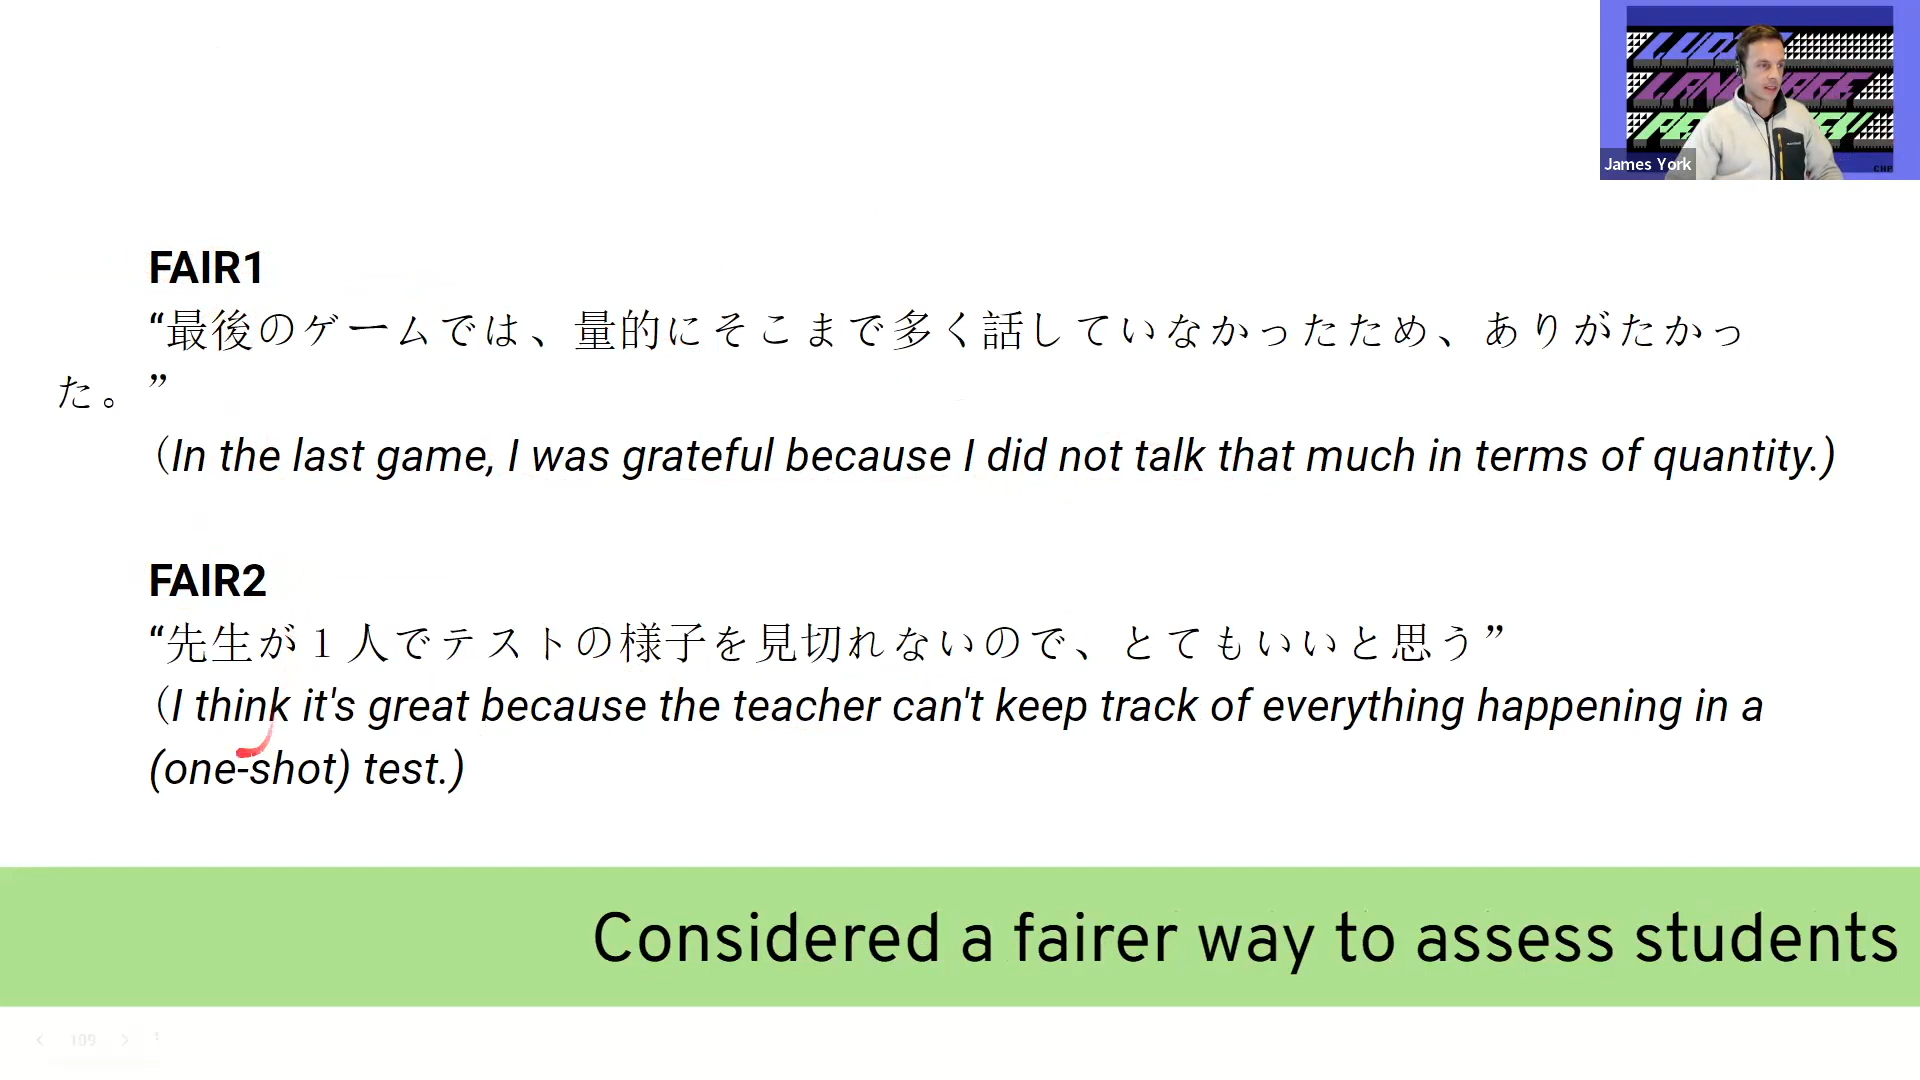 James York
FAIR1
“最後のゲームでは、量的にそこまで多く話していなかったため、ありがたかっ
た。”
(In the last game, I was grateful because I did not talk that much in terms of quantity.)
FAIR2
“先生が１人でテストの様子を見切れないので、とてもいいと思う”
(I think it's great because the teacher can't keep track of everything happening in a
(one-shot) test.)
Considered a fairer way to assess students
109